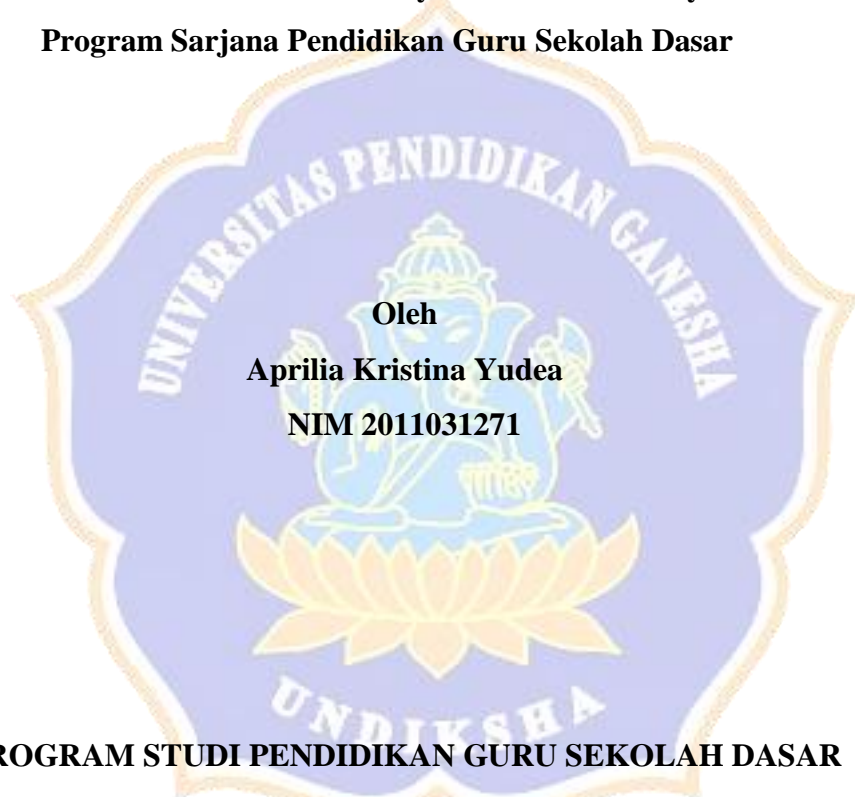 Program Sarjana Pendidikan Guru Sekolah Dasar
UNIVERSITAS PENDIDIKAN GANESHA
Oleh
Aprilia Kristina Yudea
NIM 2011031271
UNDIKSHA
STUDI PENDIDIKAN GURU SEKOLAH DASAR